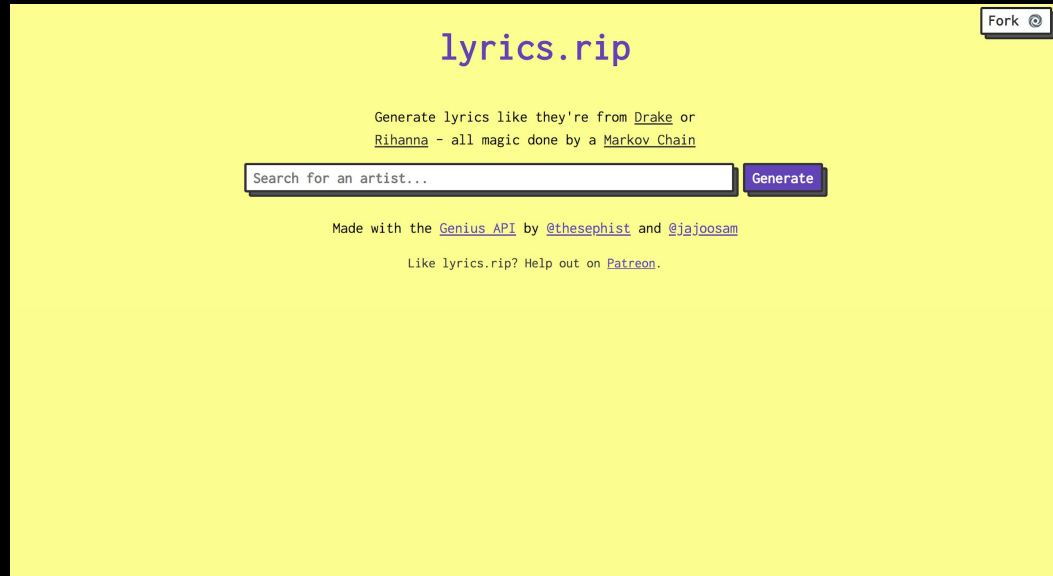 Fork
lyrics.rip
Generate lyrics like they're from Drake or
Rihanna – all magic done by a Markov Chain
Search for an artist...
Generate
Made with the Genius API by @thesephist and @jajoosam
Like lyrics.rip? Help out on Patreon.